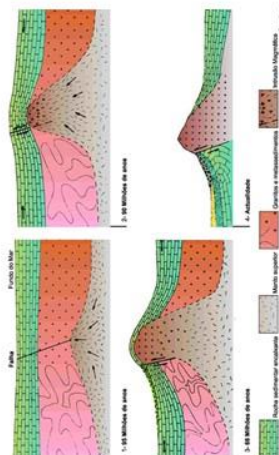 Falha
Fundo do Mar
1- 95 Milhões de anos
2- 90 Milhões de anos
3- 85 Milhões de anos
4- Actualidade
Rocha sedimentar encaixante
Manto superior
Granitos e metassedimentos
Intrusão Magmática